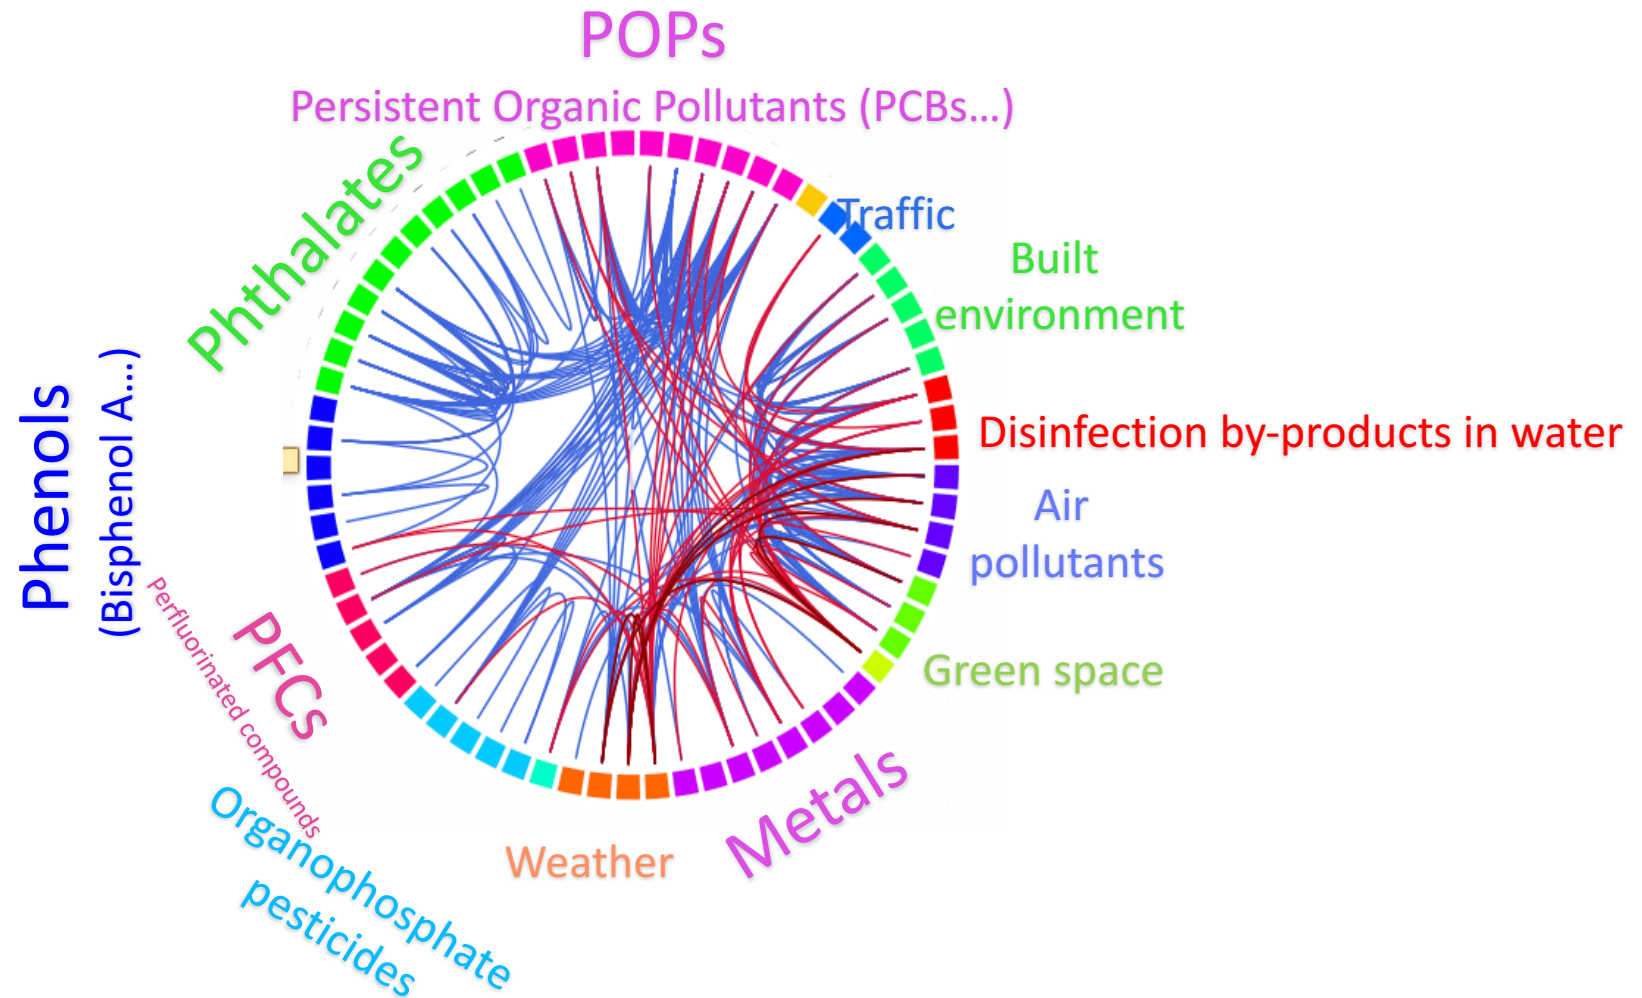 POPs
Persistent Organic Pollutants (PCBs...)
Phthalates
Traffic
Built
environment
Phenols
(Bisphenol A...)
Disinfection by-products in water
Air
pollutants
PFCs
Perfluorinated compounds
Green space
Metals
Weather
Organophosphate
pesticides